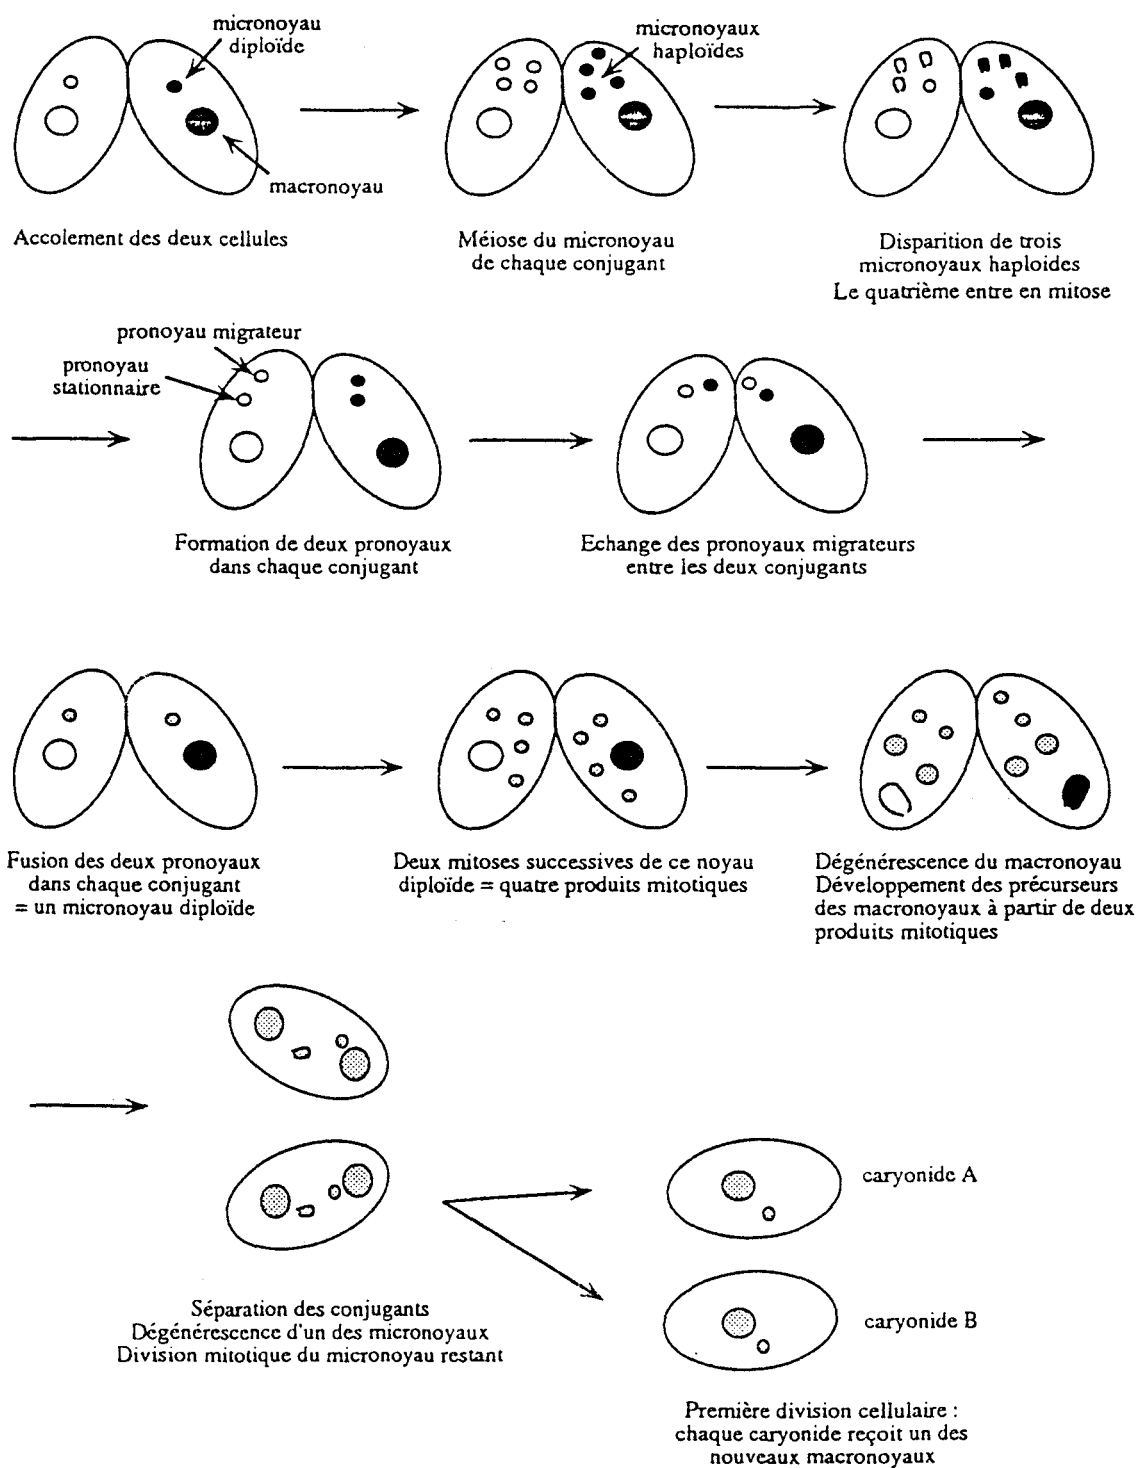 micronoyau
diploïde
macronoyau
Accolement des deux cellules
micronoyaux
haploïdes
Méiose du micronoyau
de chaque conjugant
Disparition de trois
micronoyaux haploides
Le quatrième entre en mitose
pronoyau migrateur
pronoyau
stationnaire
Formation de deux pronoyaux
dans chaque conjugant
Echange des pronoyaux migrateurs
entre les deux conjugants
Fusion des deux pronoyaux
dans chaque conjugant
= un micronoyau diploïde
Deux mitoses successives de ce noyau
diploïde = quatre produits mitotiques
Dégénérescence du macronoyau
Développement des précurseurs
des macronoyaux à partir de deux
produits mitotiques
Séparation des conjugants
Dégénérescence d'un des micronoyaux
Division mitotique du micronoyau restant
caryonide A
caryonide B
Première division cellulaire :
chaque caryonide reçoit un des
nouveaux macronoyaux